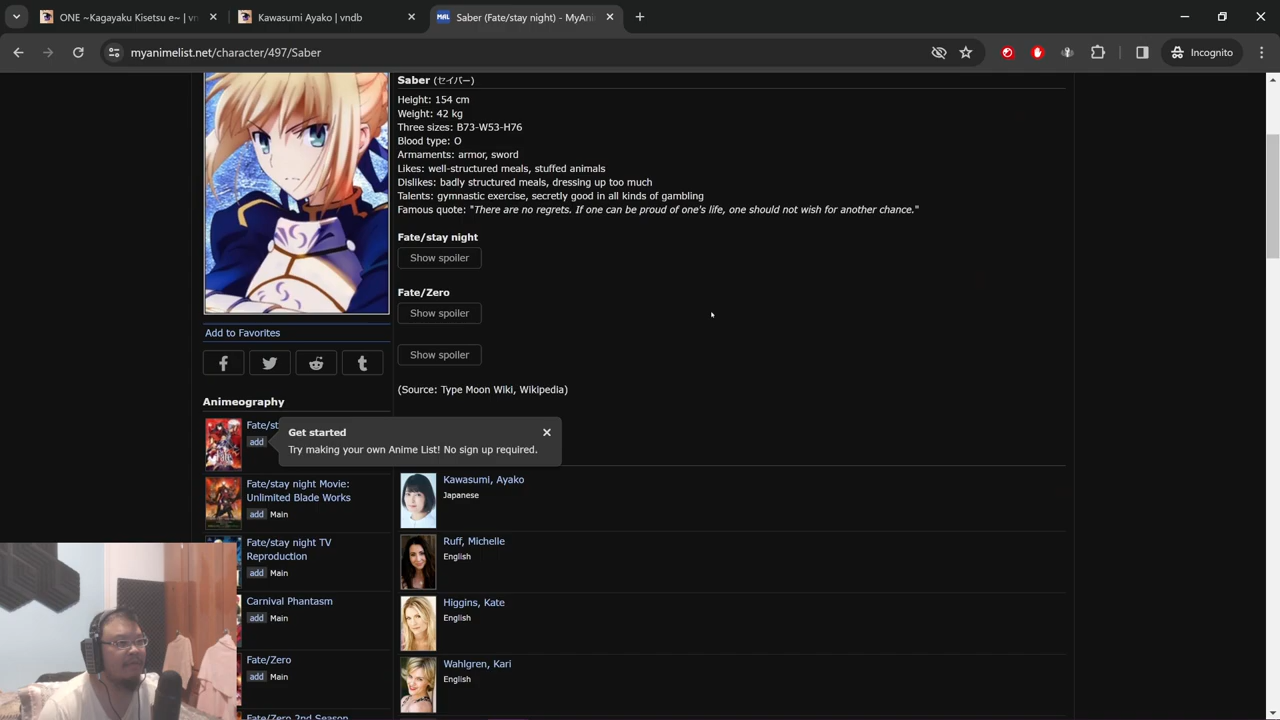 ONE ~Kagayaku Kisetsu e~ | vn
Kawasumi Ayako | vndb
MAL Saber (Fate/stay night) - MyAni
myanimelist.net/character/497/Saber
Incognito
Saber (セイバー)
Height: 154 cm
Weight: 42 kg
Three sizes: B73-W53-H76
Blood type: O
Armaments: armor, sword
Likes: well-structured meals, stuffed animals
Dislikes: badly structured meals, dressing up too much
Talents: gymnastic exercise, secretly good in all kinds of gambling
Famous quote: "There are no regrets. If one can be proud of one's life, one should not wish for another chance."
Fate/stay night
Show spoiler
Fate/Zero
Show spoiler
Show spoiler
(Source: Type Moon Wiki, Wikipedia)
Add to Favorites
Animeography
Fate/st
add
Get started
Try making your own Anime List! No sign up required.
Fate/stay night Movie:
Unlimited Blade Works
add Main
Fate/stay night TV
Reproduction
add Main
Carnival Phantasm
add Main
Fate/Zero
add Main
Fate/Zero 2nd Season
Kawasumi, Ayako
Japanese
Ruff, Michelle
English
Higgins, Kate
English
Wahlgren, Kari
English